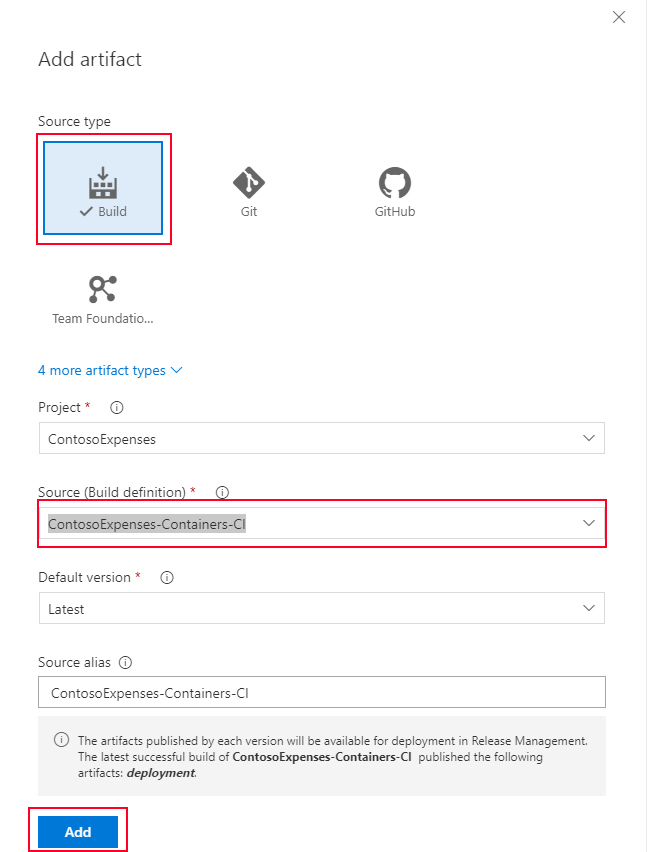 Add artifact
Source type
Build
Git
GitHub
Team Foundatio...
4 more artifact types
Project *
ContosoExpenses
Source (Build definition) *
ContosoExpenses-Containers-CI
Default version *
Latest
Source alias
ContosoExpenses-Containers-CI
The artifacts published by each version will be available for deployment in Release Management.
The latest successful build of ContosoExpenses-Containers-CI published the following
artifacts: deployment.
Add